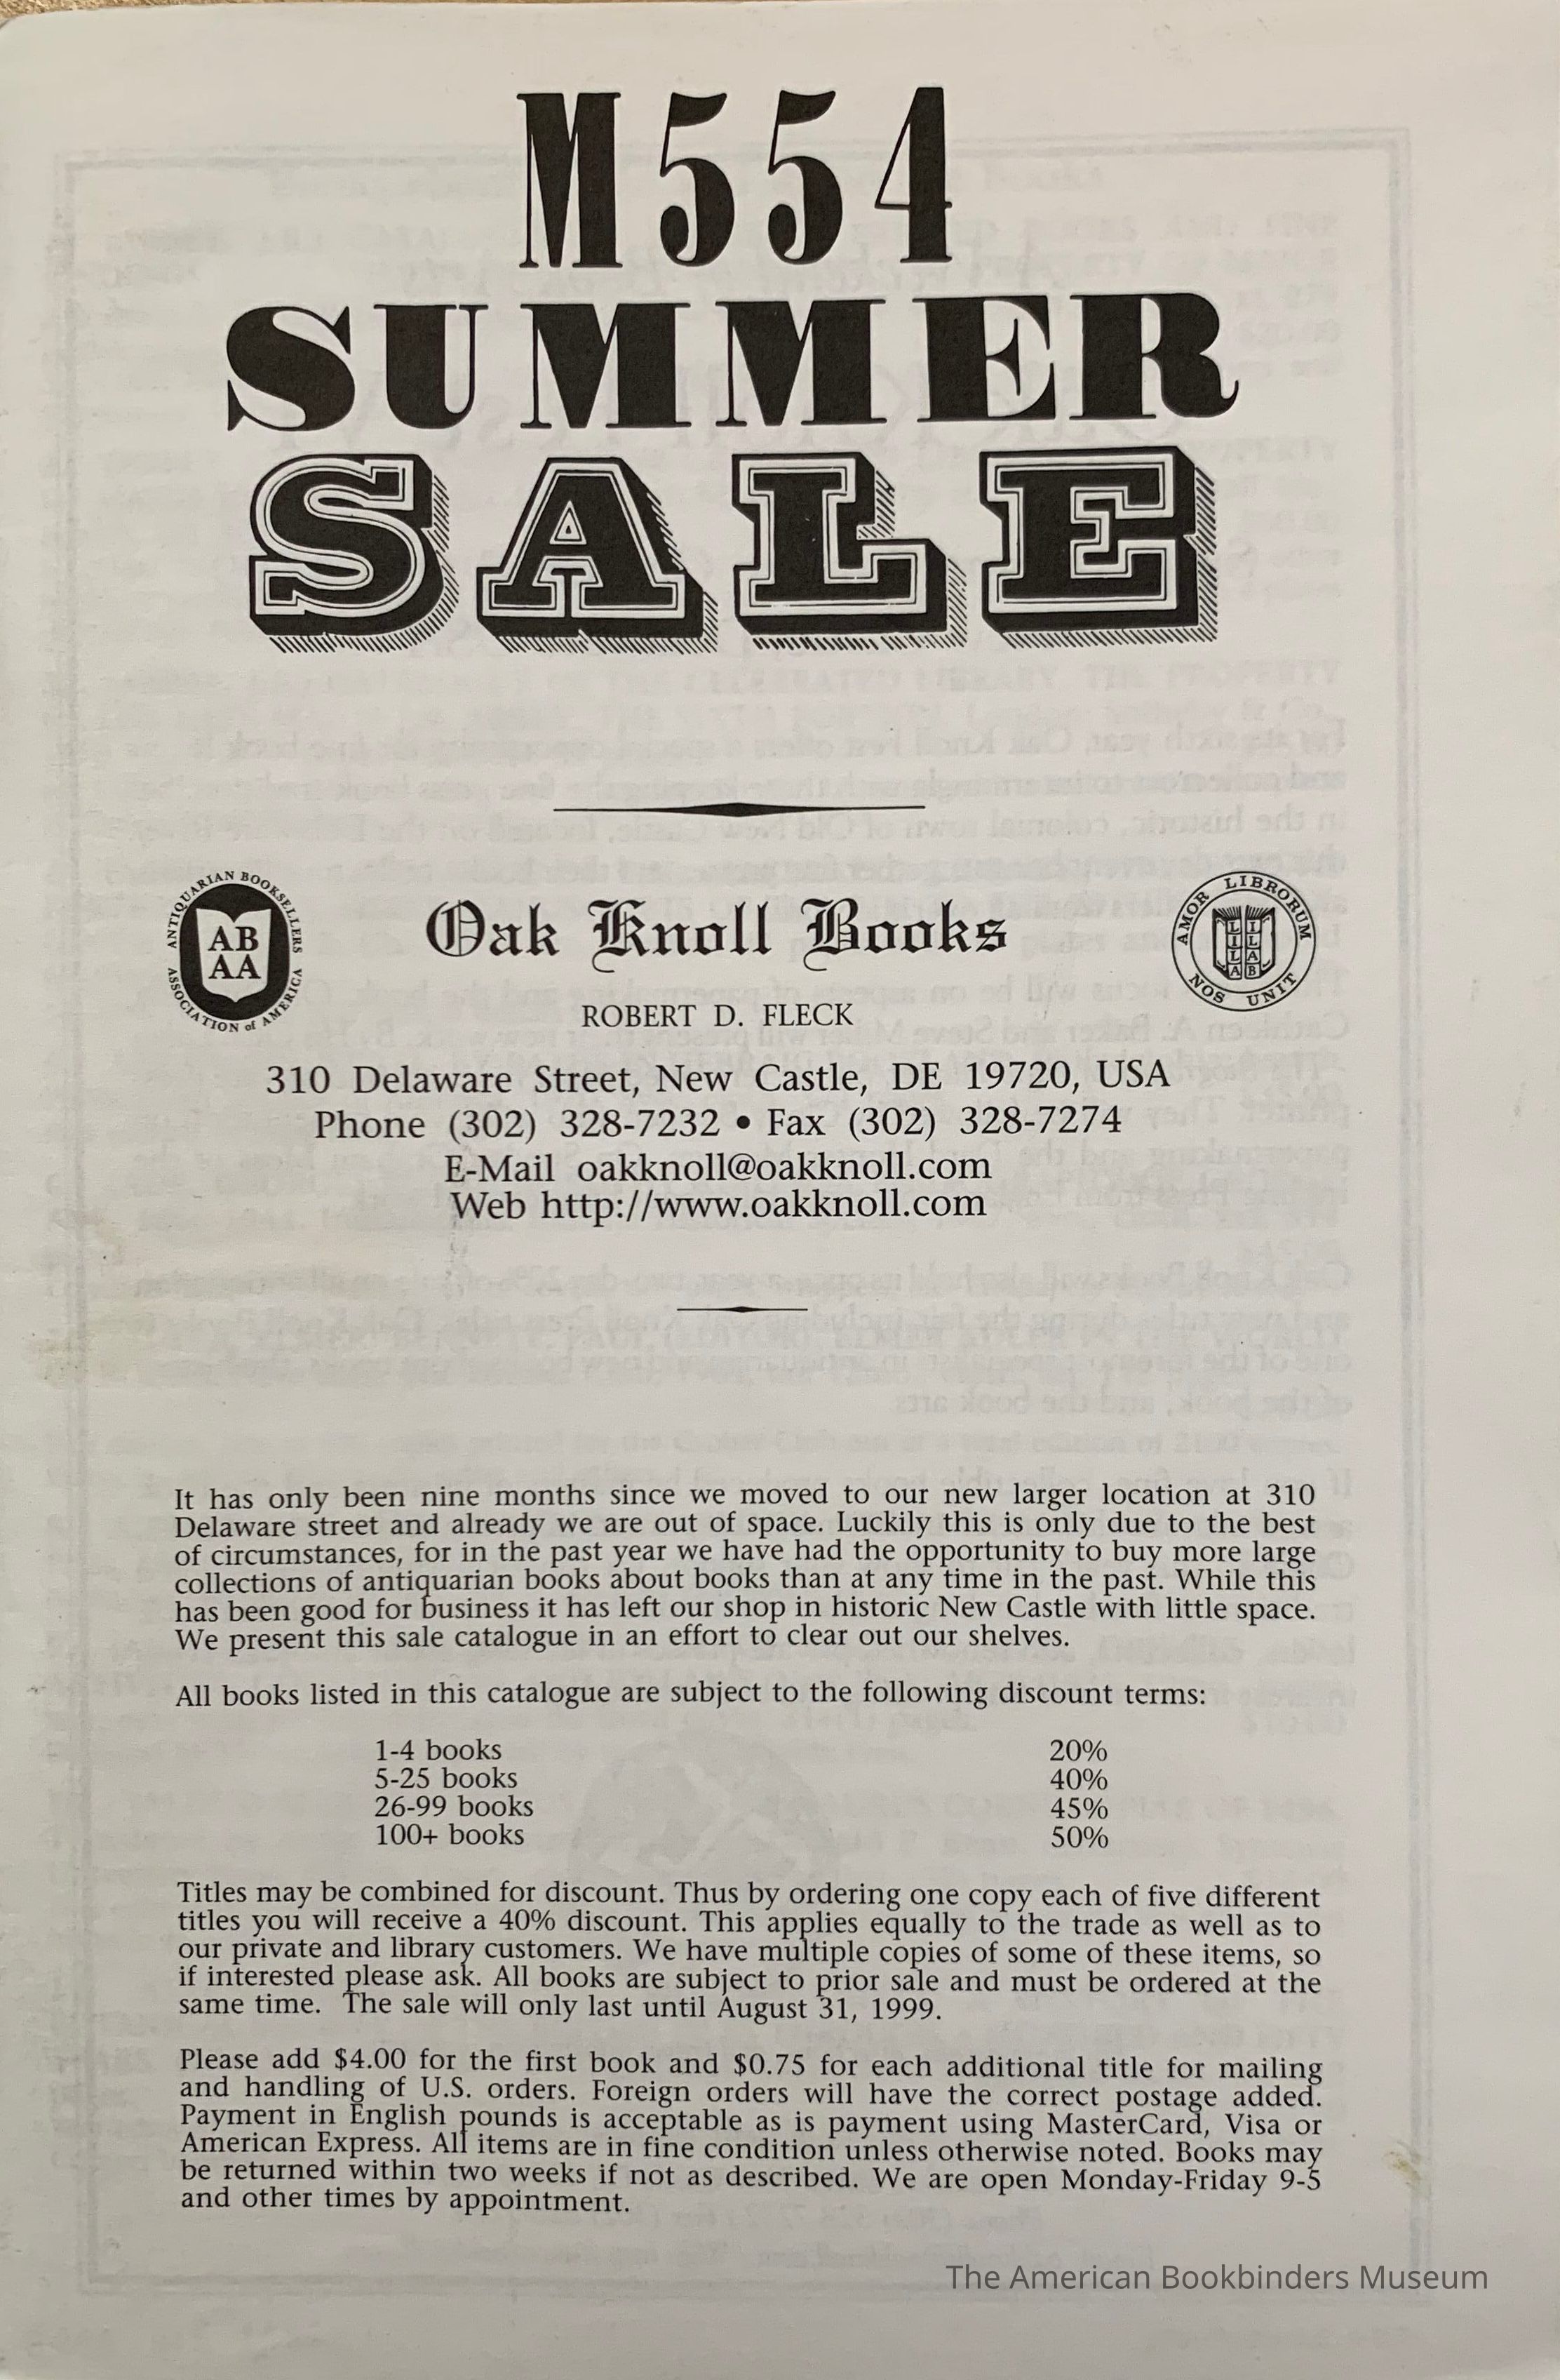 M554
SUMMER
SALE
ANTIQUARIAN BOOKSELLERS
ASSOCIATION of AMERICA
AB
AA
Oak Knoll Books
AMOR LIBRORUM
NOS UNIT
LILA
ILAB
ROBERT D. FLECK
310 Delaware Street, New Castle, DE 19720, USA
Phone (302) 328-7232 • Fax (302) 328-7274
E-Mail oakknoll@oakknoll.com
Web http://www.oakknoll.com
It has only been nine months since we moved to our new larger location at 310
Delaware street and already we are out of space. Luckily this is only due to the best
of circumstances, for in the past year we have had the opportunity to buy more large
collections of antiquarian books about books than at any time in the past. While this
has been good for business it has left our shop in historic New Castle with little space.
We present this sale catalogue in an effort to clear out our shelves.
All books listed in this catalogue are subject to the following discount terms:
1-4 books 20%
5-25 books 40%
26-99 books 45%
100+ books 50%
Titles may be combined for discount. Thus by ordering one copy each of five different
titles you will receive a 40% discount. This applies equally to the trade as well as to
our private and library customers. We have multiple copies of some of these items, so
if interested please ask. All books are subject to prior sale and must be ordered at the
same time. The sale will only last until August 31, 1999.
Please add $4.00 for the first book and $0.75 for each additional title for mailing
and handling of U.S. orders. Foreign orders will have the correct postage added.
Payment in English pounds is acceptable as is payment using MasterCard, Visa or
American Express. All items are in fine condition unless otherwise noted. Books may
be returned within two weeks if not as described. We are open Monday-Friday 9-5
and other times by appointment.
The American Bookbinders Museum